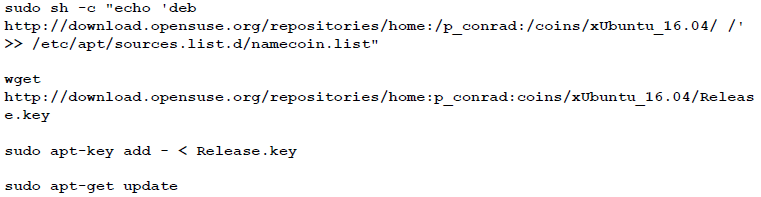 sudo sh -c "echo 'deb
http://download.opensuse.org/repositories/home:/p_conrad:/coins/xUbuntu_16.04/ /'
>> /etc/apt/sources.list.d/namecoin.list"
wget
http://download.opensuse.org/repositories/home:p_conrad:coins/xUbuntu_16.04/Releas
e.key
sudo apt-key add - < Release.key
sudo apt-get update